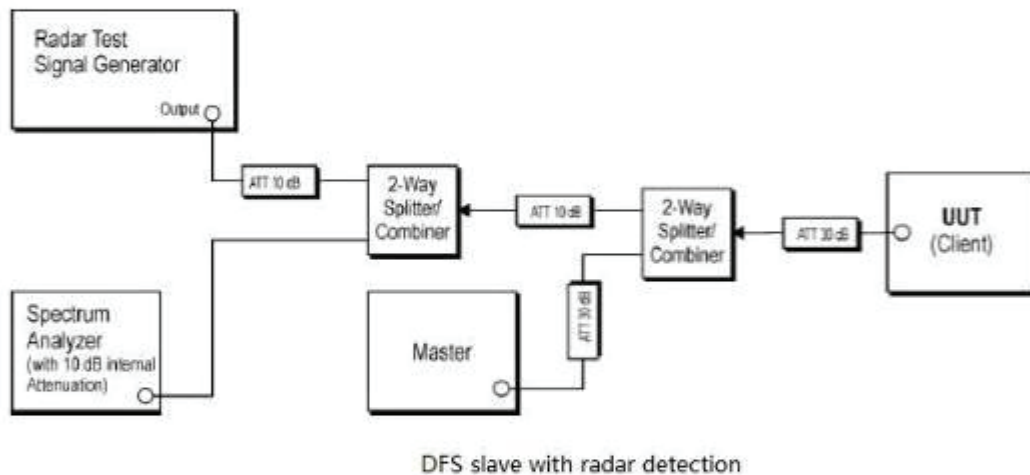 Radar Test
Signal Generator
Output
ATT 10 dB
2-Way
Splitter/
Combiner
ATT 10 dB
2-Way
Splitter/
Combiner
ATT 30 dB
UUT
(Client)
Spectrum
Analyzer
(with 10 dB internal
Attenuation)
Master
ATT 30 dB
DFS slave with radar detection